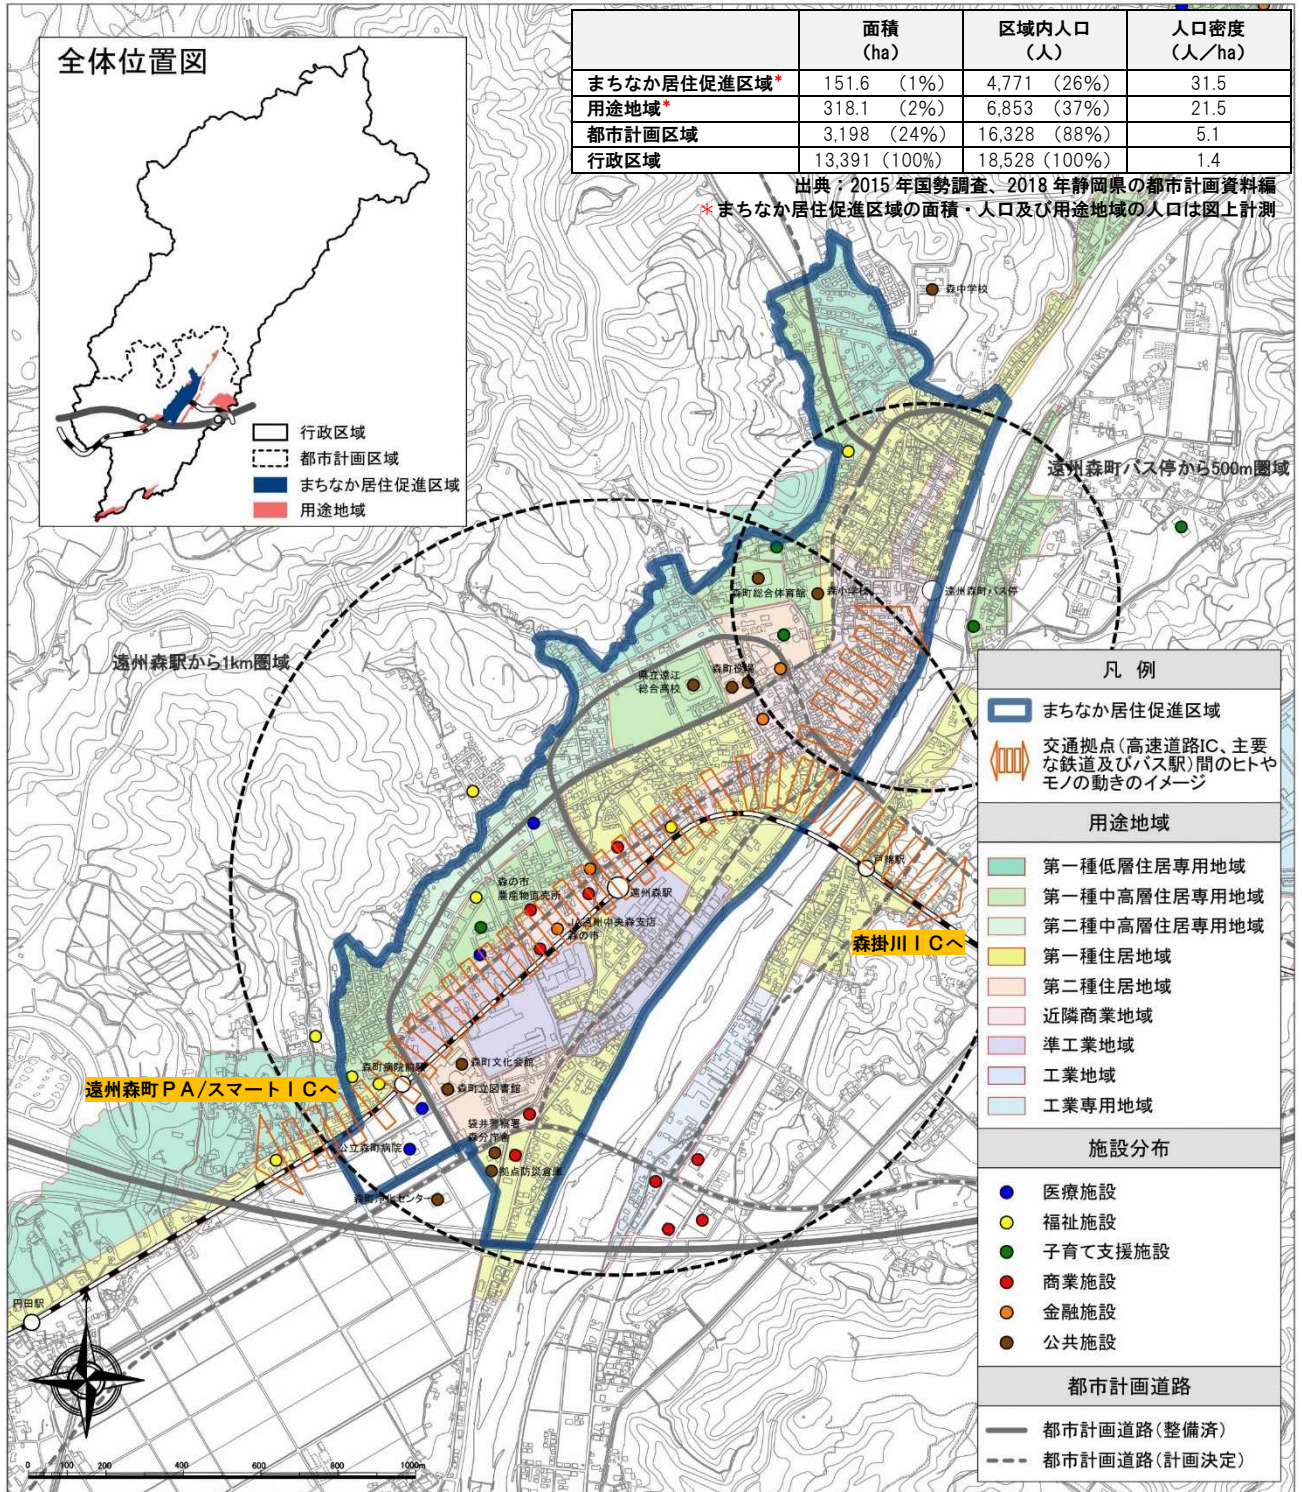 面積 区域内人口 人口密度
(ha) (人) (人/ha)
まちなか居住促進区域* 151.6 (1%) 4,771 (26%) 31.5
用途地域* 318.1 (2%) 6,853 (37%) 21.5
都市計画区域 3,198 (24%) 16,328 (88%) 5.1
行政区域 13,391 (100%) 18,528 (100%) 1.4
出典：2015年国勢調査、2018年静岡県の都市計画資料編
*まちなか居住促進区域の面積・人口及び用途地域の人口は図上計測
全体位置図
行政区域
都市計画区域
まちなか居住促進区域
用途地域
森中学校
遠州森町バス停から500m圏域
森町総合体育館
森小学校
遠州森町バス停
遠州森駅から1km圏域
県立遠江
総合高校
森町役場
戸綿駅
森の市
農産物直売所
遠州森駅
JA遠州中央森支店
森の市
森掛川ICへ
森町病院前駅
森町文化会館
森町立図書館
遠州森町PA/スマートICへ
袋井警察署
森分庁舎
公立森町病院
拠点防災倉庫
森町浄化センター
円田駅
0 100 200 400 600 800 1000m
凡 例
まちなか居住促進区域
交通拠点(高速道路IC、主要
な鉄道及びバス駅)間のヒトや
モノの動きのイメージ
用途地域
第一種低層住居専用地域
第一種中高層住居専用地域
第二種中高層住居専用地域
第一種住居地域
第二種住居地域
近隣商業地域
準工業地域
工業地域
工業専用地域
施設分布
医療施設
福祉施設
子育て支援施設
商業施設
金融施設
公共施設
都市計画道路
都市計画道路(整備済)
都市計画道路(計画決定)